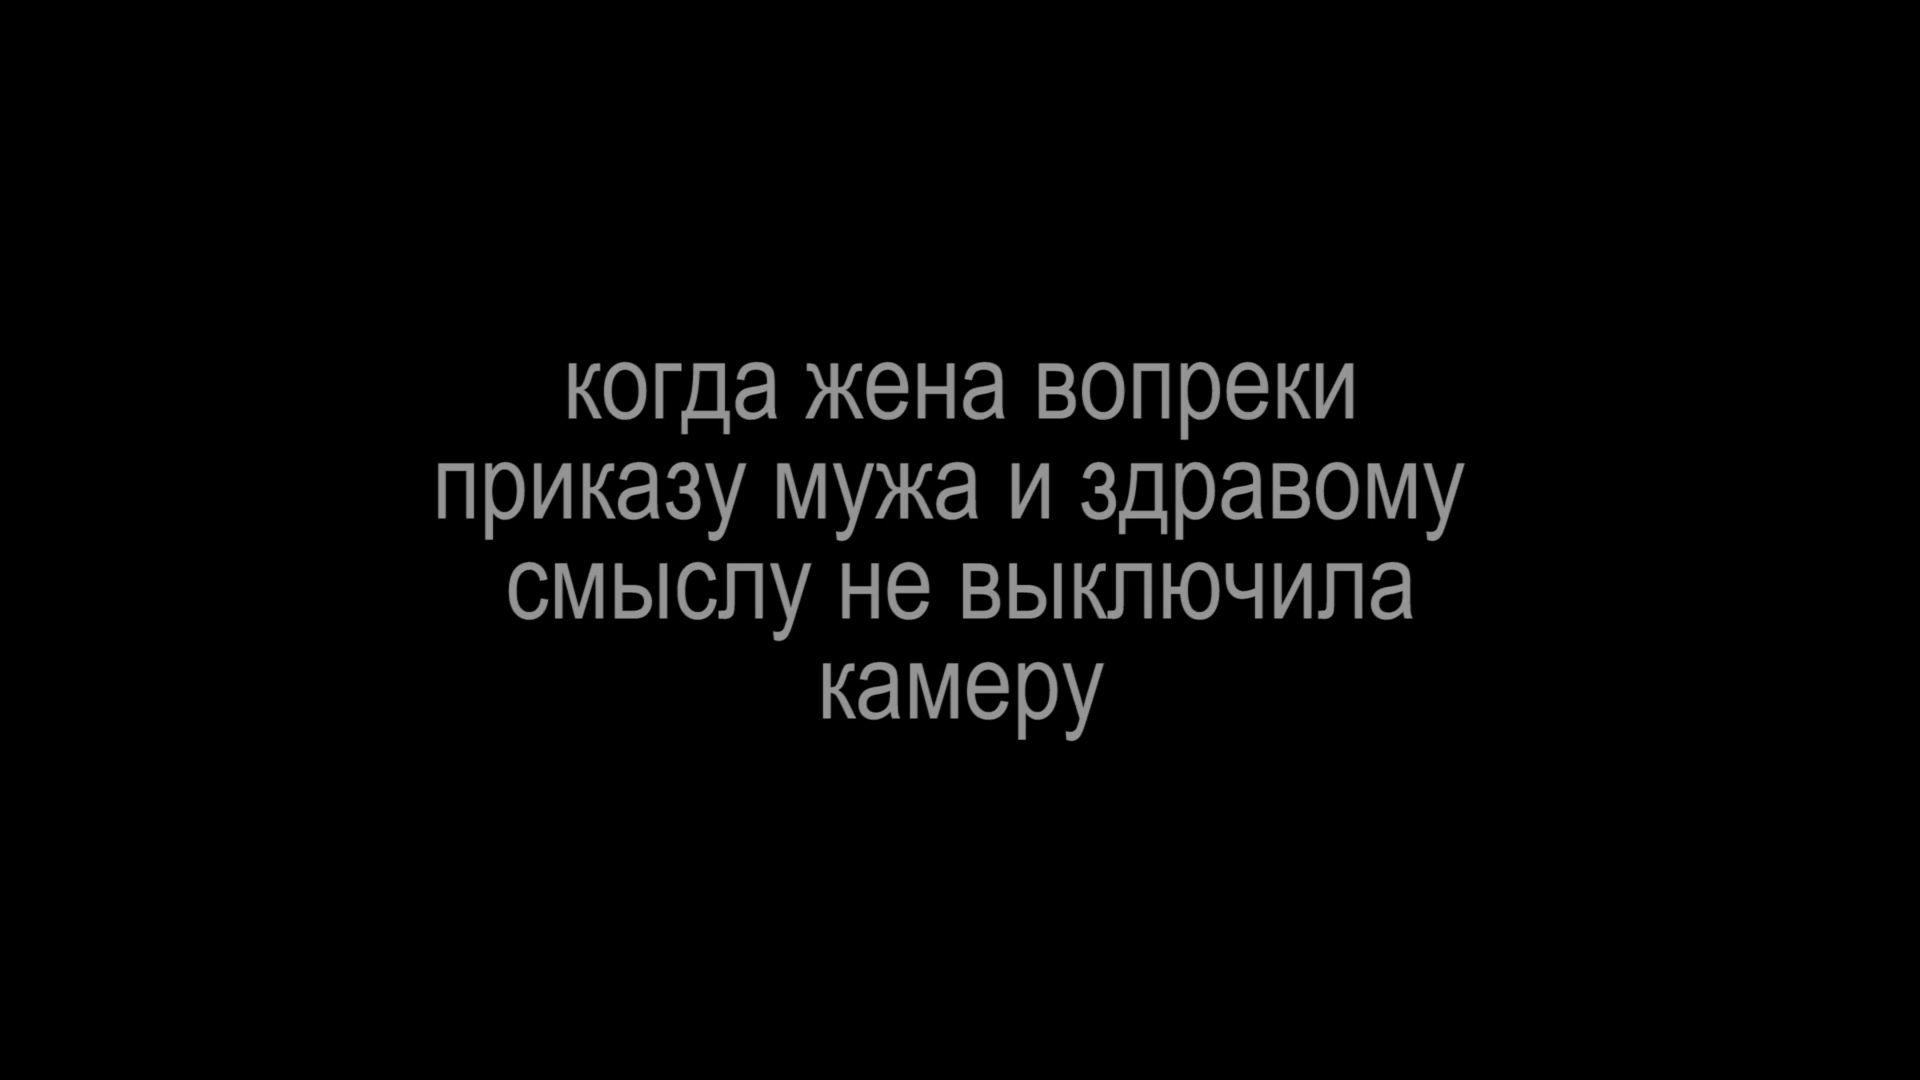 когда жена вопреки
приказу мужа и здравому
смыслу не выключила
камеру